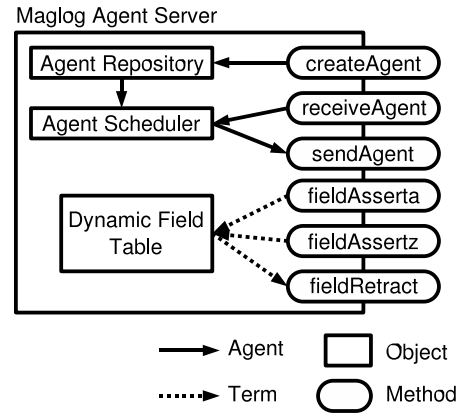 Maglog Agent Server
Agent Repository
createAgent
receiveAgent
Agent Scheduler
sendAgent
fieldAsserta
Dynamic Field
Table
fieldAssertz
fieldRetract
Agent
Object
Term
Method